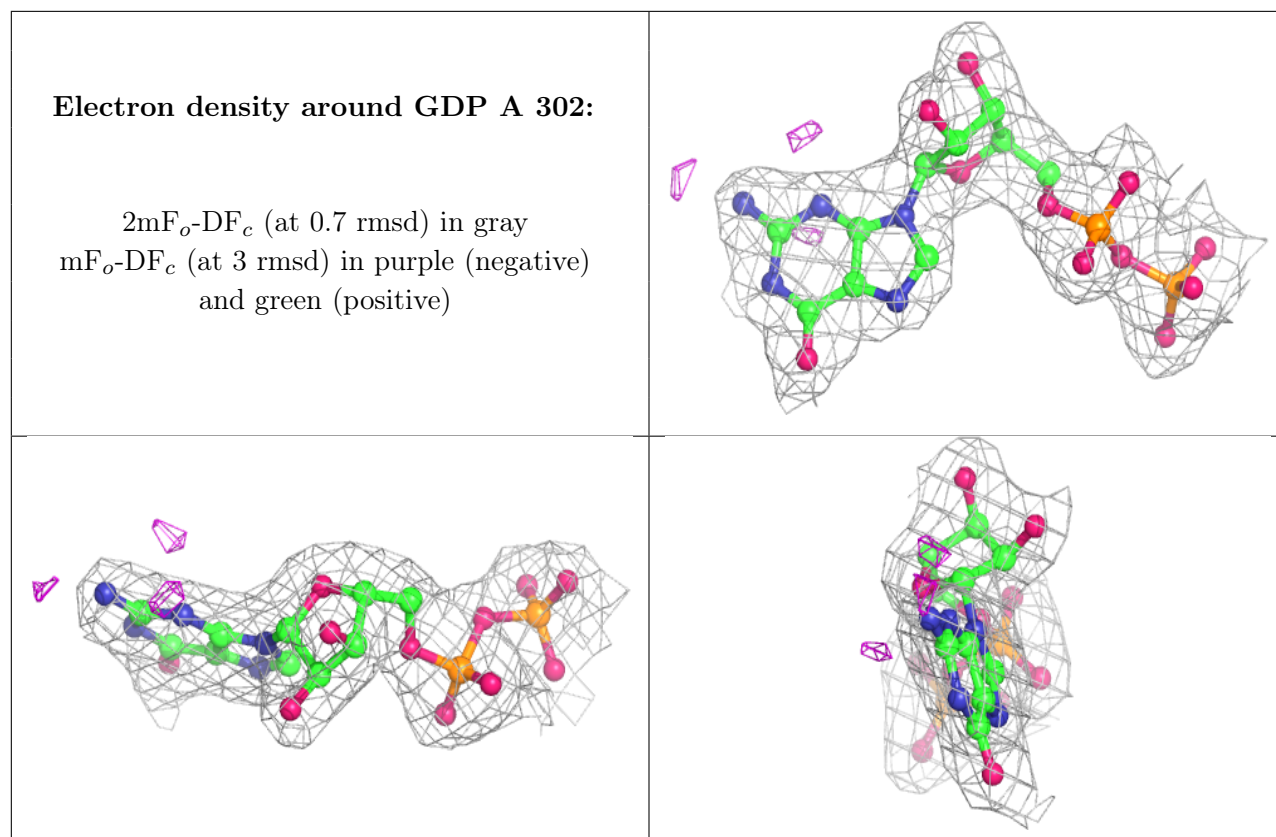 Electron density around GDP A 302:
2mFₒ-DF𝒸 (at 0.7 rmsd) in gray
mFₒ-DF𝒸 (at 3 rmsd) in purple (negative)
and green (positive)